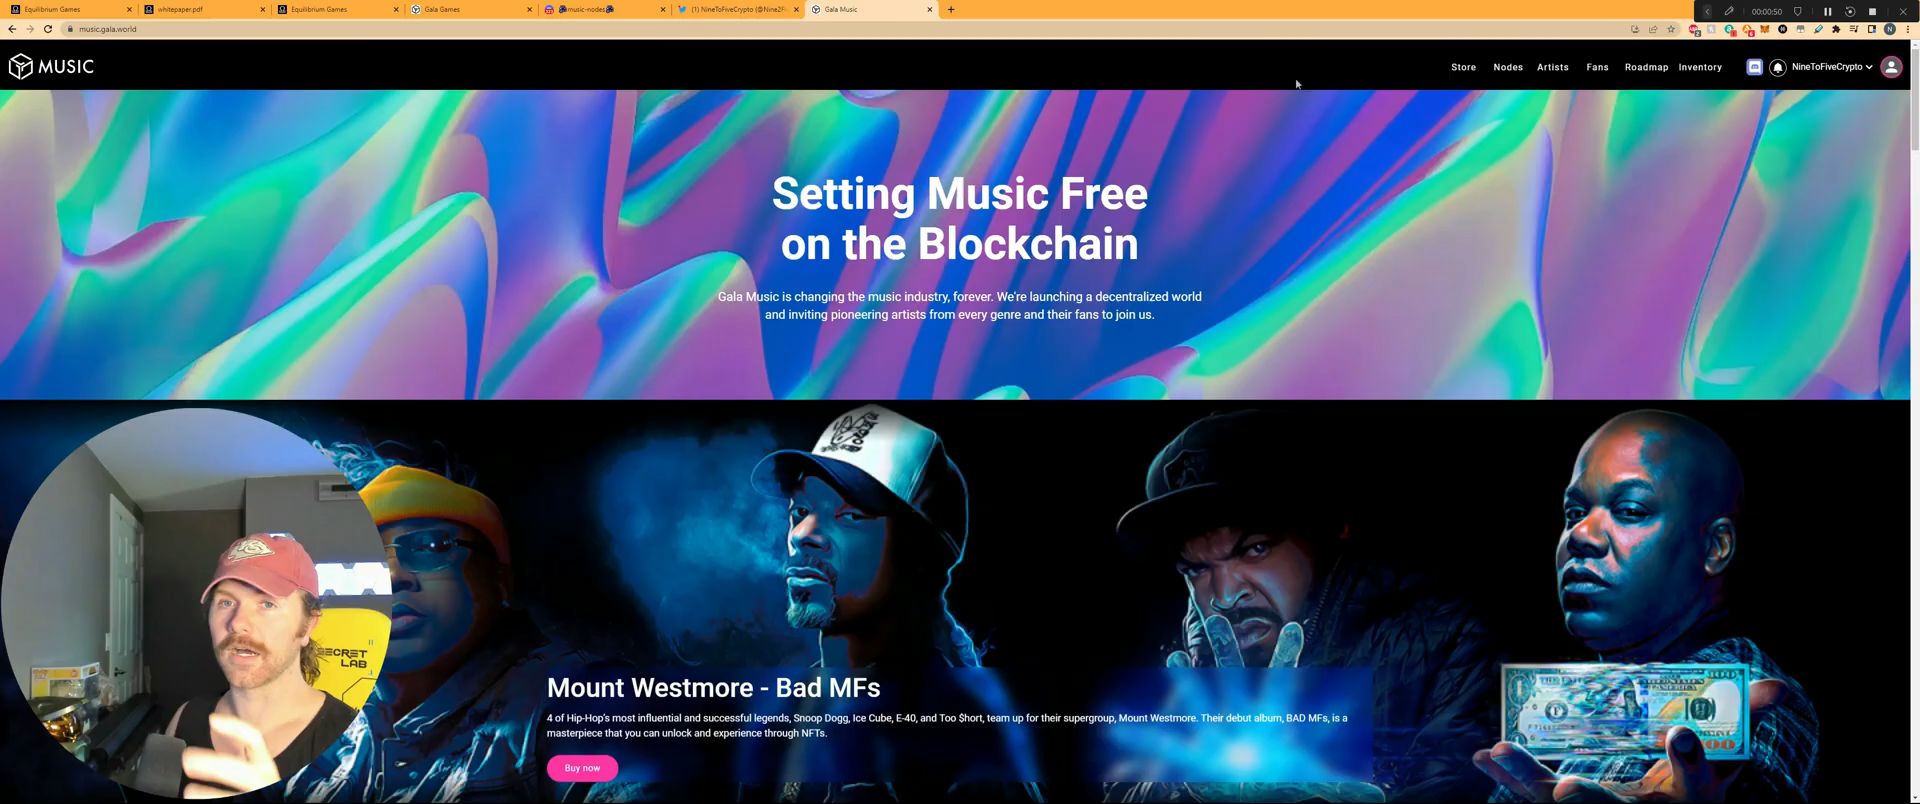 Equilibrium Games
whitepaper.pdf
Equilibrium Games
Gala Games
music-nodes
(1) NineToFiveCrypto (@Nine2Fi
Gala Music
00:00:50
music.gala.world
MUSIC
Store
Nodes
Artists
Fans
Roadmap
Inventory
NineToFiveCrypto
Setting Music Free
on the Blockchain
Gala Music is changing the music industry, forever. We're launching a decentralized world
and inviting pioneering artists from every genre and their fans to join us.
SECRET
LAB
Mount Westmore - Bad MFs
4 of Hip-Hop's most influential and successful legends, Snoop Dogg, Ice Cube, E-40, and Too $hort, team up for their supergroup, Mount Westmore. Their debut album, BAD MFs, is a
masterpiece that you can unlock and experience through NFTs.
Buy now